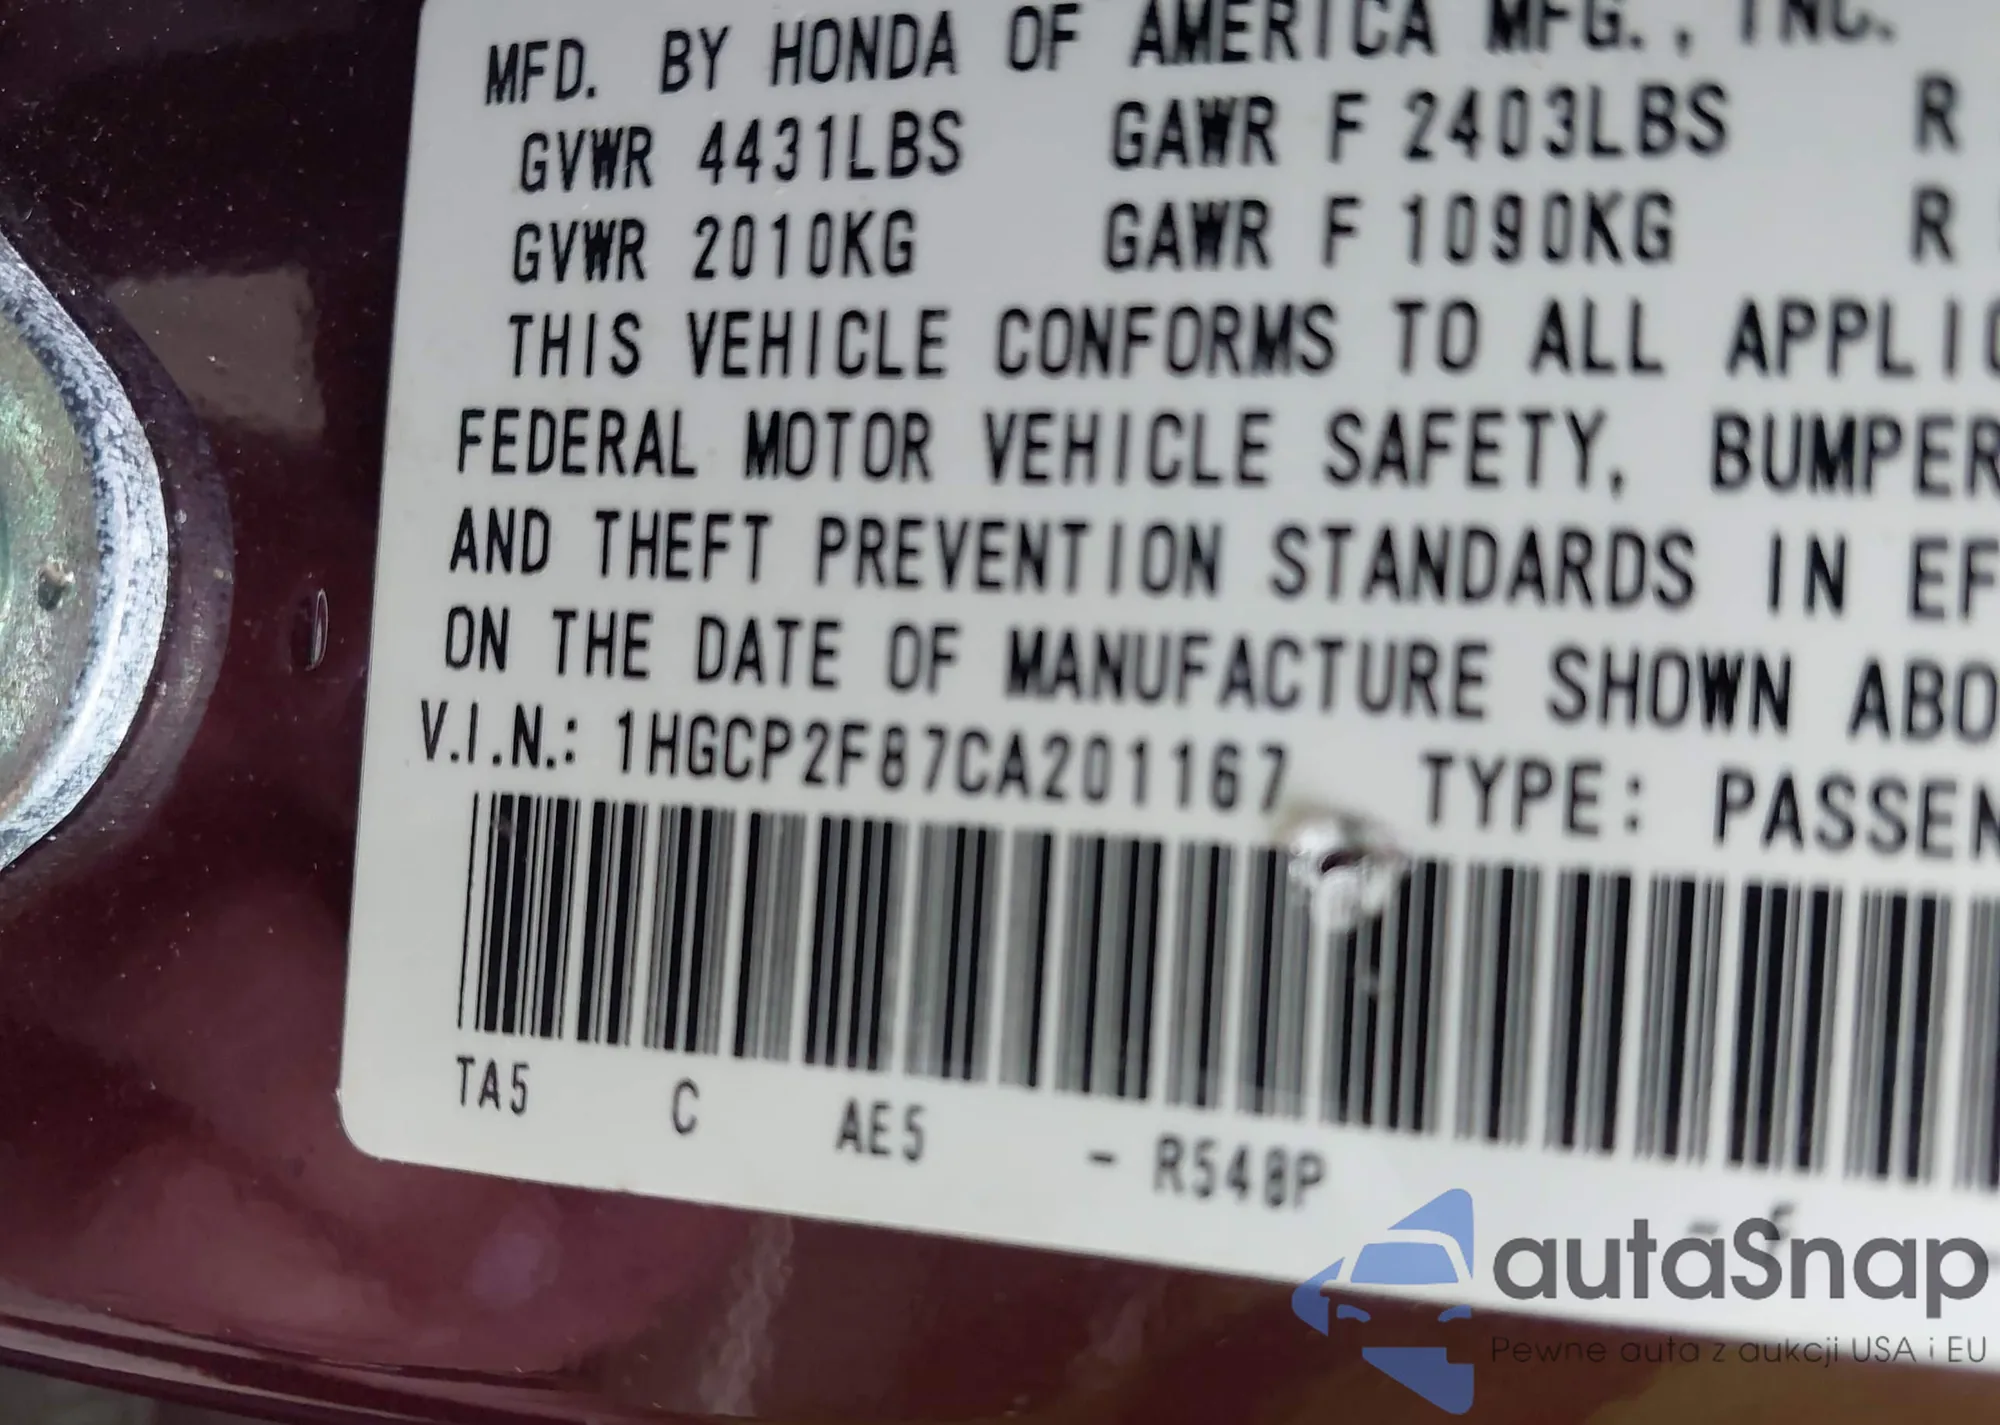 MFD. BY HONDA OF AMERICA MFG., INC.
GVWR 4431LBS GAWR F 2403LBS R
GVWR 2010KG GAWR F 1090KG R
THIS VEHICLE CONFORMS TO ALL APPLIC
FEDERAL MOTOR VEHICLE SAFETY, BUMPER
AND THEFT PREVENTION STANDARDS IN EF
ON THE DATE OF MANUFACTURE SHOWN ABO
V.I.N.: 1HGCP2F87CA201167 TYPE: PASSEN
TA5 C AE5 - R548P
autaSnap
Pewne auta z aukcji USA i EU